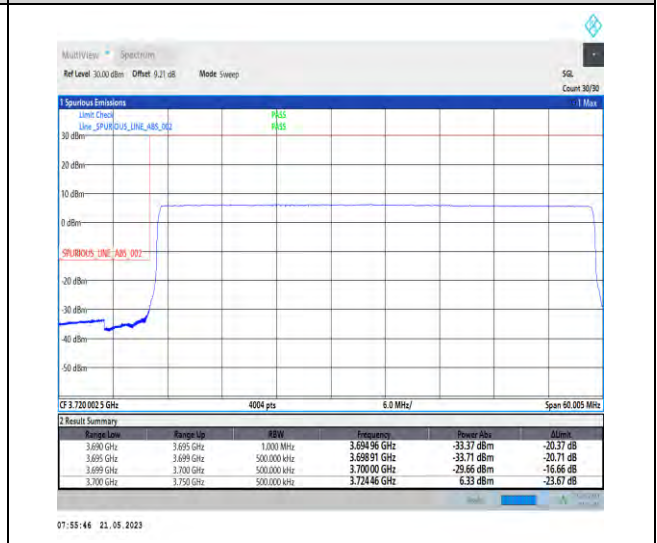 MultiView Spectrum
Ref Level 30.00 dBm Offset 9.21 dB Mode Sweep SGL
Count 30/30
1 Spurious Emissions 1 Max
Limit Check PASS
Line _SPURIOUS_LINE_ABS_002 PASS
30 dBm
20 dBm
10 dBm
0 dBm
SPURIOUS_LINE_ABS_002
-20 dBm
-30 dBm
-40 dBm
-50 dBm
CF 3.720 002 5 GHz 4004 pts 6.0 MHz/ Span 60.005 MHz
2 Result Summary
Range Low Range Up RBW Frequency Power Abs ΔLimit
3.690 GHz 3.695 GHz 1.000 MHz 3.694 96 GHz -33.37 dBm -20.37 dB
3.695 GHz 3.699 GHz 500.000 kHz 3.698 91 GHz -33.71 dBm -20.71 dB
3.699 GHz 3.700 GHz 500.000 kHz 3.700 00 GHz -29.66 dBm -16.66 dB
3.700 GHz 3.750 GHz 500.000 kHz 3.724 46 GHz 6.33 dBm -23.67 dB
07:55:46 21.05.2023